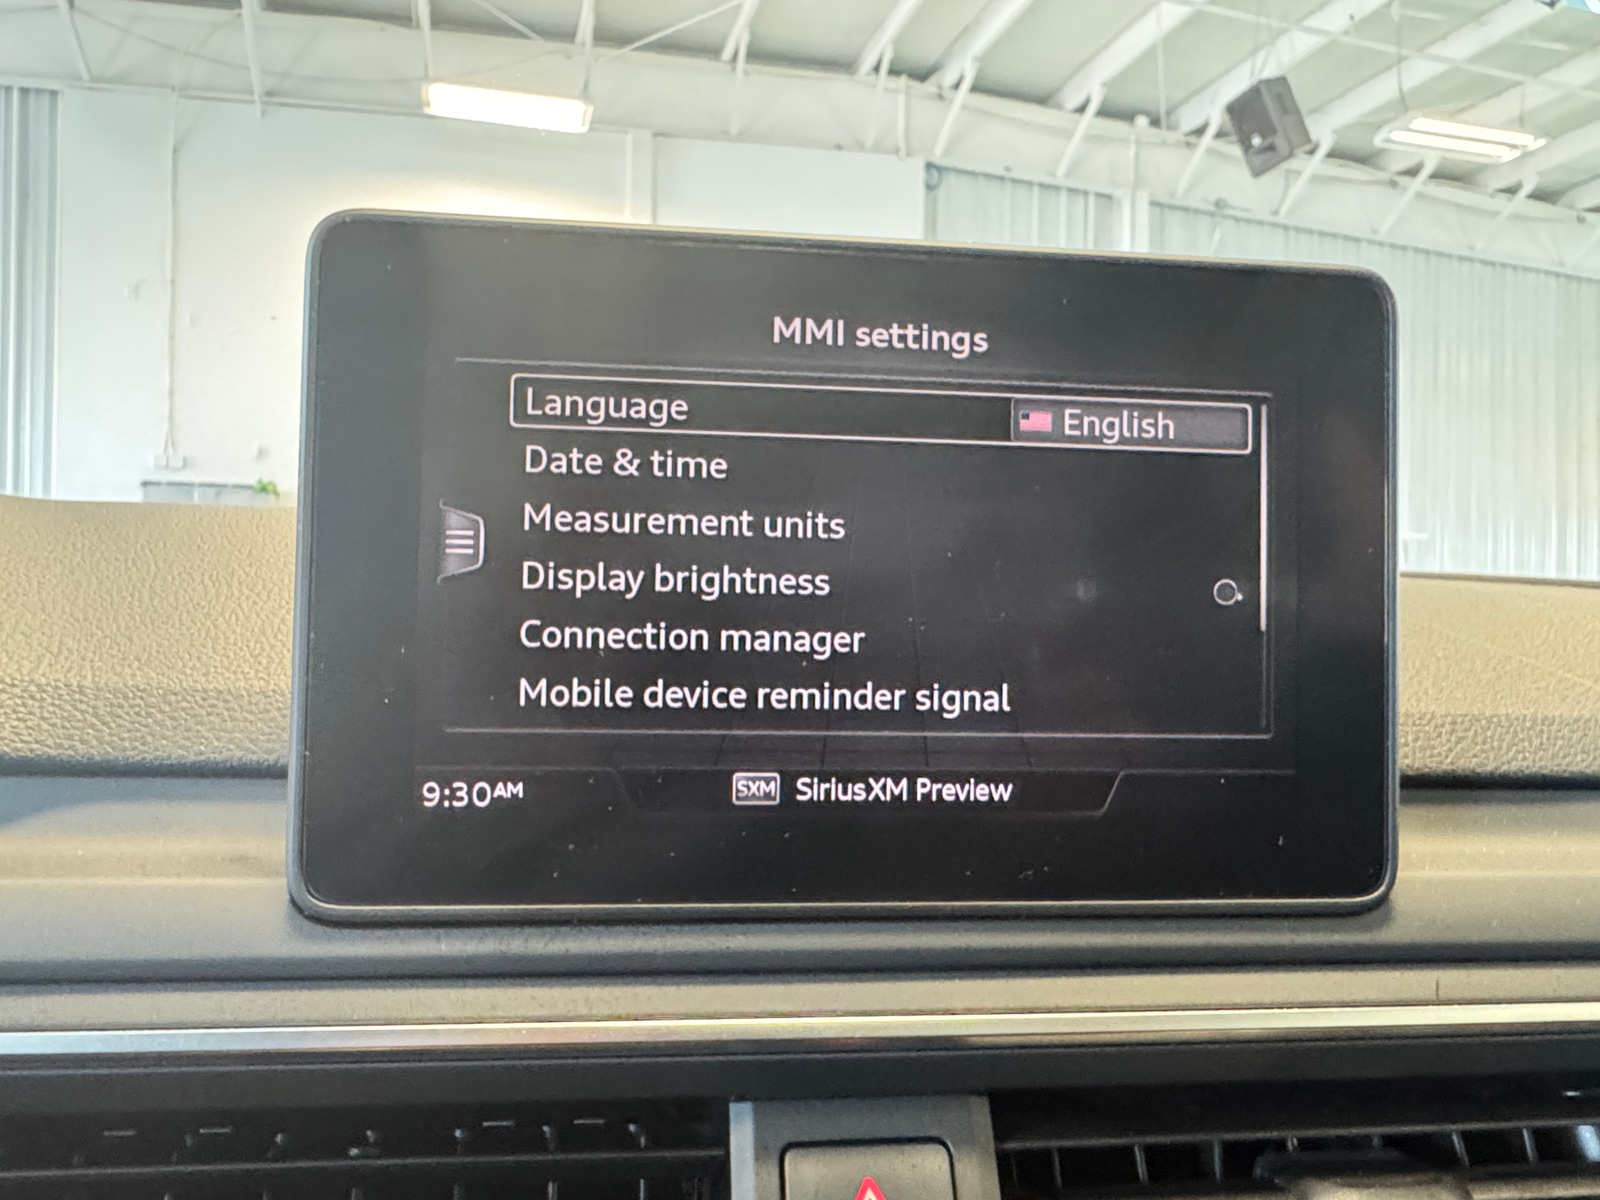 MMI settings
Language English
Date & time
Measurement units
Display brightness
Connection manager
Mobile device reminder signal
9:30AM SXM SiriusXM Preview